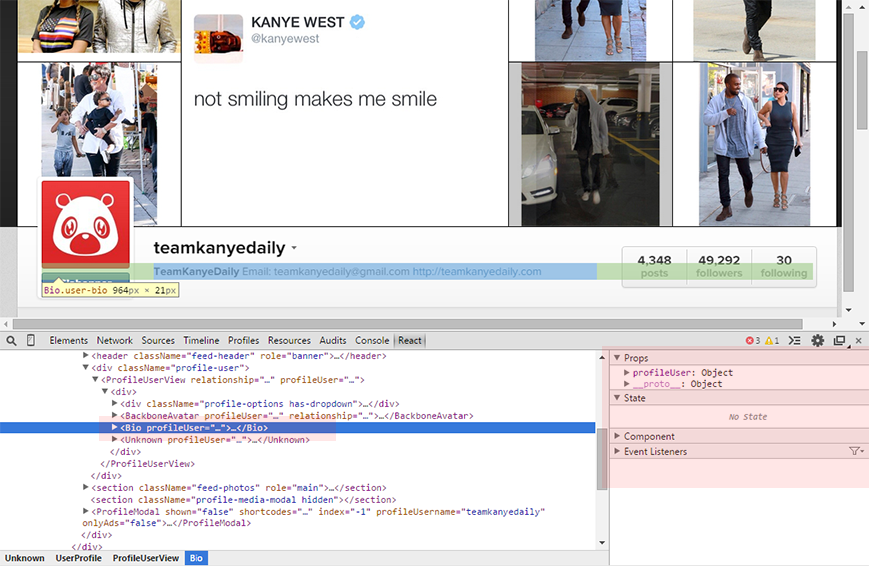 KANYE WEST
@kanyewest
not smiling makes me smile
teamkanyedaily
TeamKanyeDaily Email: teamkanyedaily@gmail.com http://teamkanyedaily.com
4,348 49,292 30
posts followers following
Bio.user-bio 964px × 21px
Elements Network Sources Timeline Profiles Resources Audits Console React 3 1
<header className="feed-header" role="banner">…</header>
<div className="profile-user">
<ProfileUserView relationship="…" profileUser="…">
<div>
<div className="profile-options has-dropdown">…</div>
<BackboneAvatar profileUser="…" relationship="…">…</BackboneAvatar>
<Bio profileUser="…">…</Bio>
<Unknown profileUser="…">…</Unknown>
</div>
</ProfileUserView>
</div>
<section className="feed-photos" role="main">…</section>
<section className="profile-media-modal hidden"></section>
<ProfileModal shown="false" shortcodes="…" index="-1" profileUsername="teamkanyedaily"
onlyAds="false">…</ProfileModal>
</div>
</div>
Props
profileUser: Object
__proto__: Object
State
No State
Component
Event Listeners
Unknown UserProfile ProfileUserView Bio